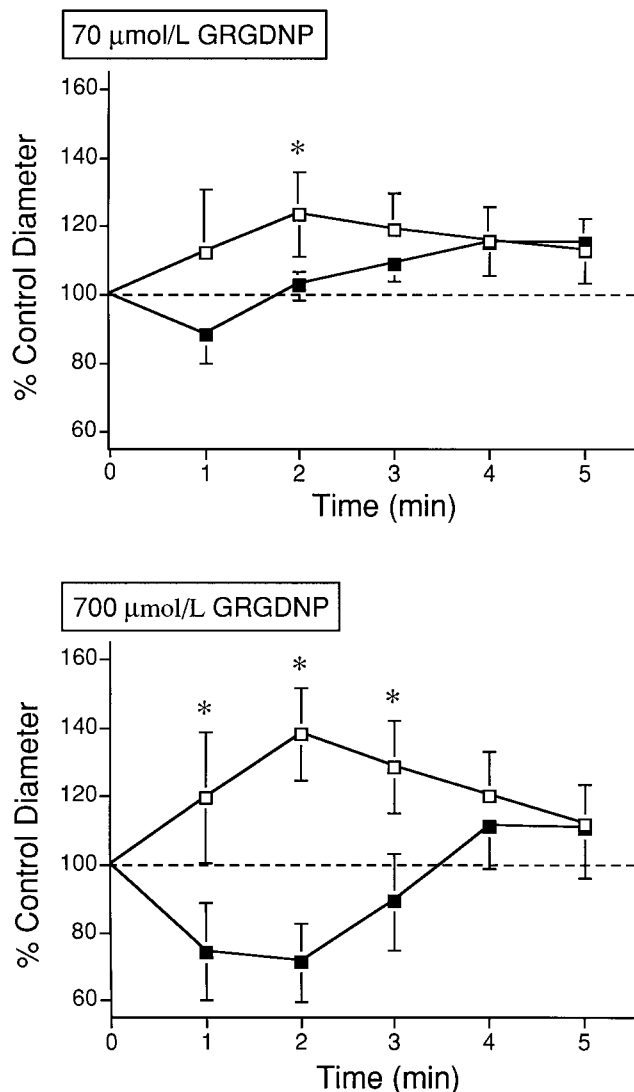 70 μmol/L GRGDNP
160
*
140
120
100
80
60
% Control Diameter
0 1 2 3 4 5
Time (min)
700 μmol/L GRGDNP
160
* * *
140
120
100
80
60
% Control Diameter
0 1 2 3 4 5
Time (min)